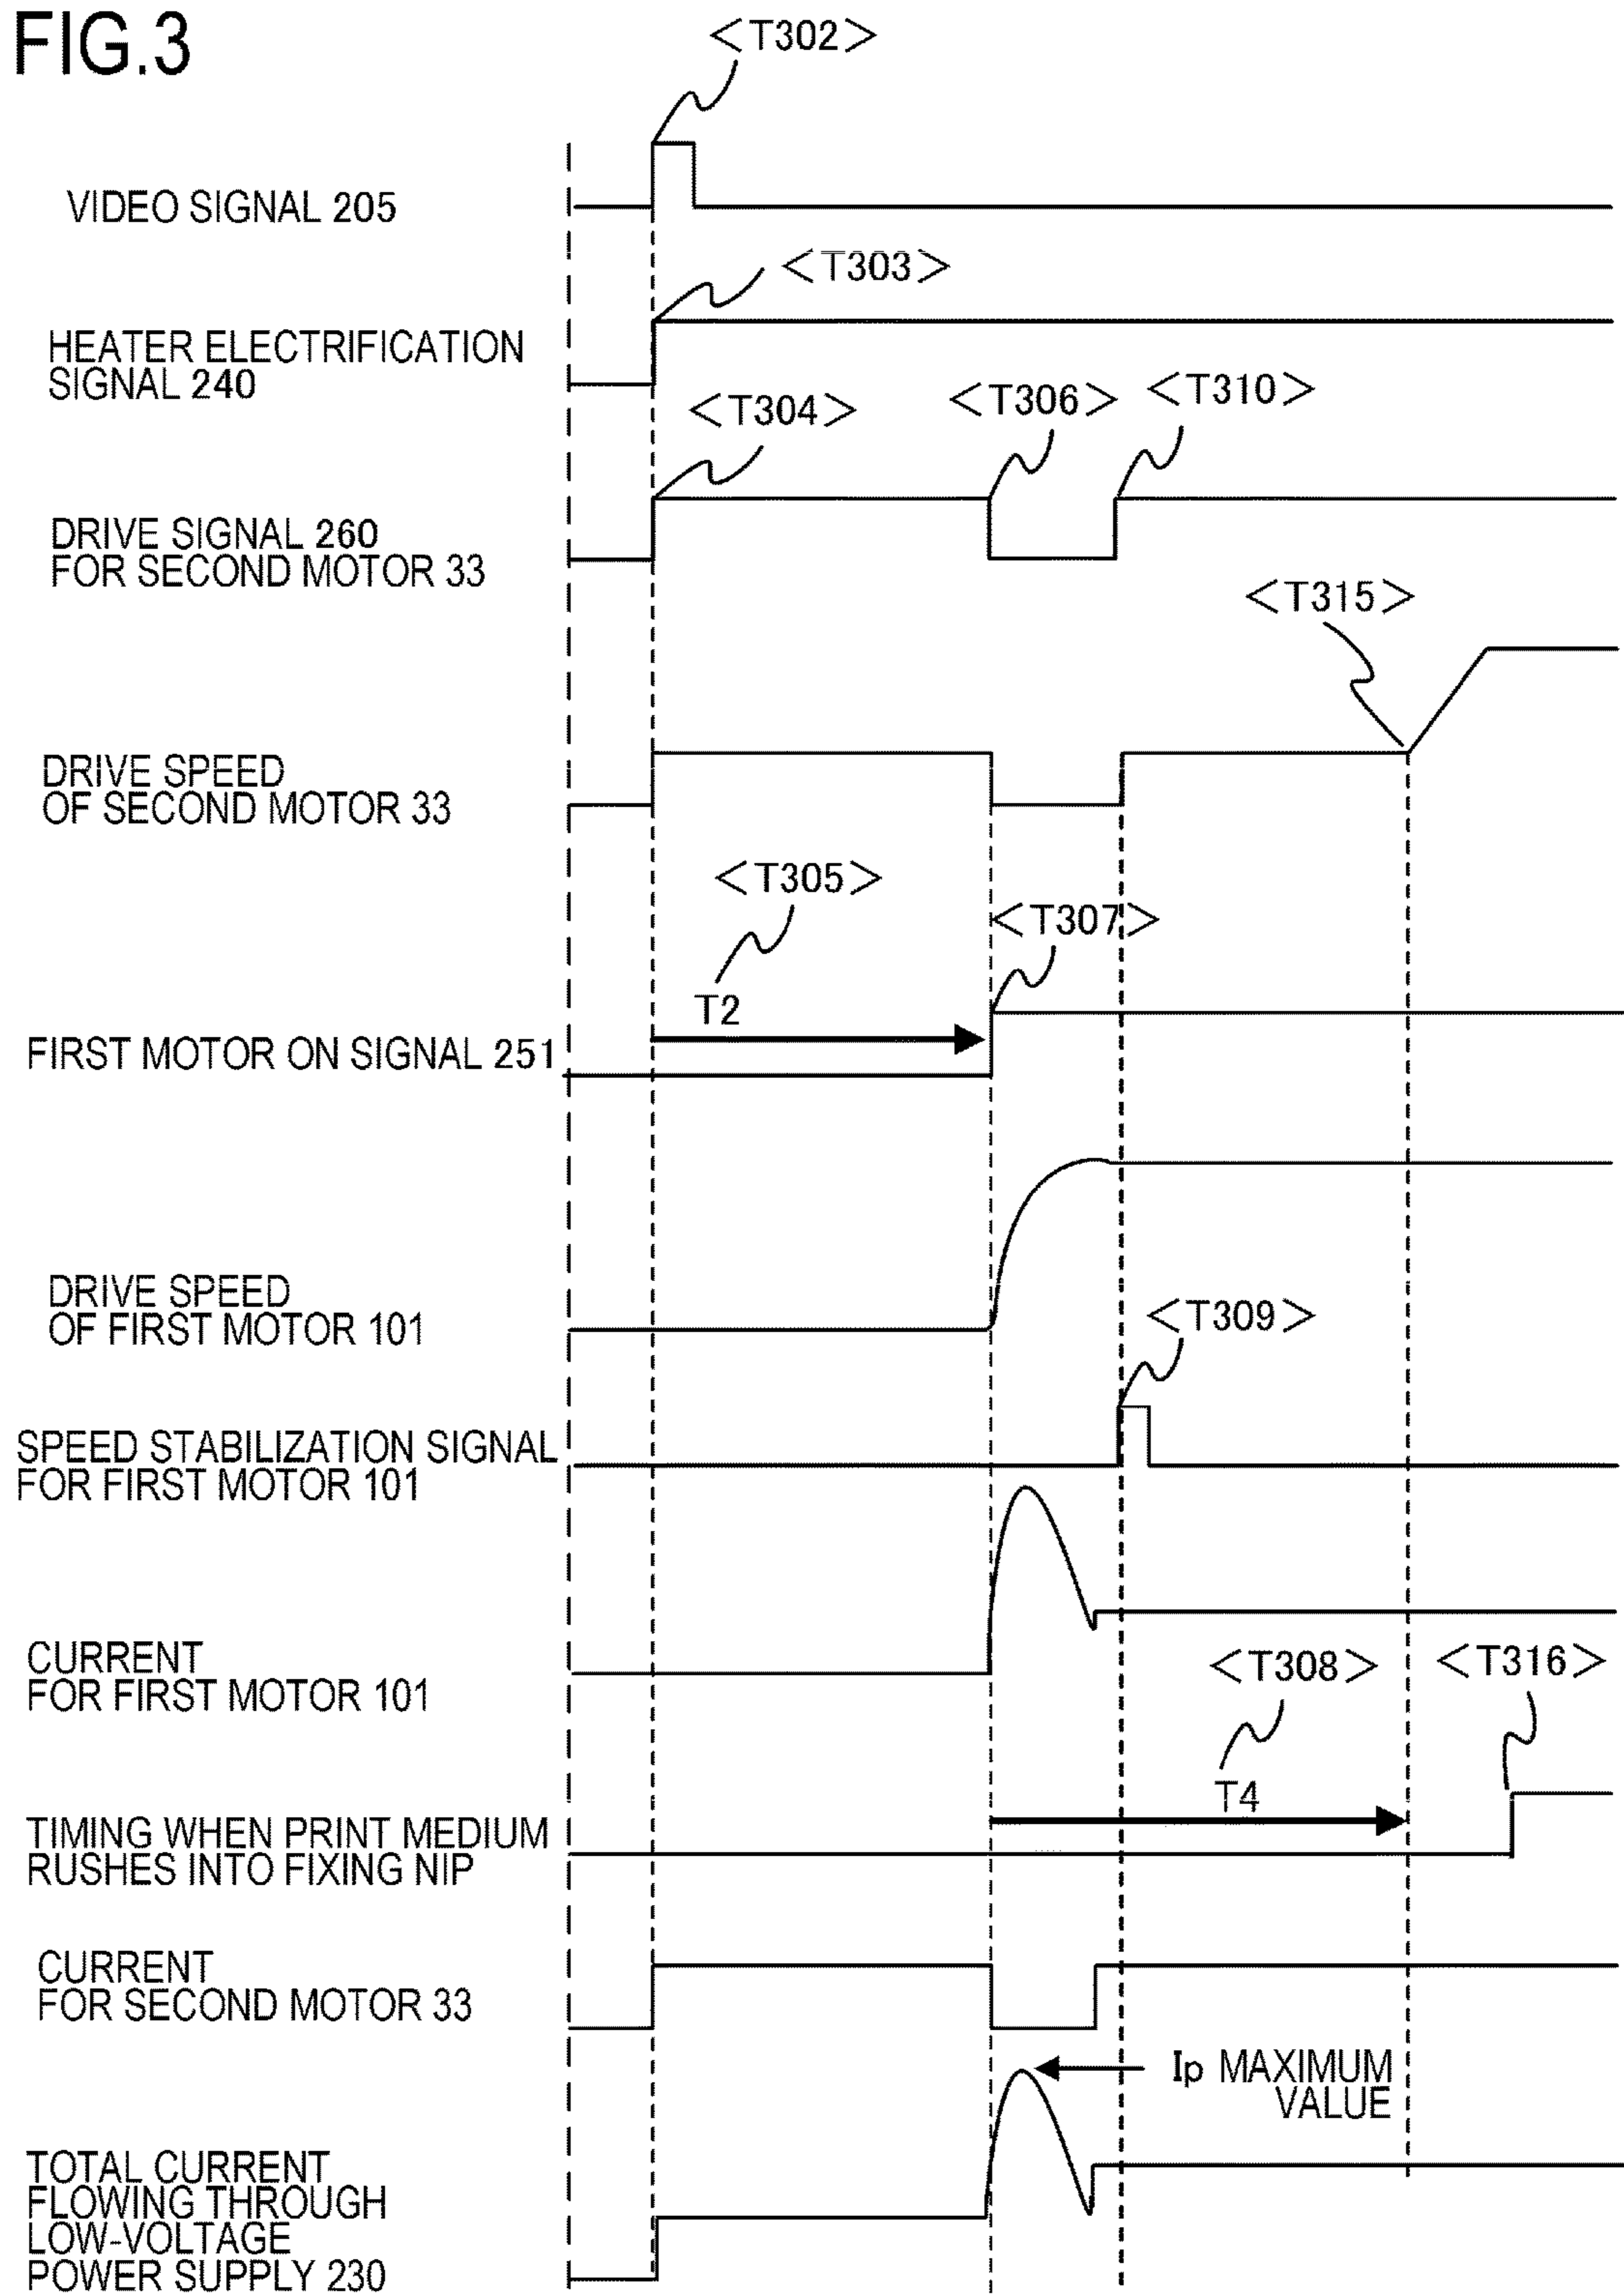 FIG.3
<T302>
VIDEO SIGNAL 205
<T303>
HEATER ELECTRIFICATION
SIGNAL 240
<T304>
<T306>
<T310>
DRIVE SIGNAL 260
FOR SECOND MOTOR 33
<T315>
DRIVE SPEED
OF SECOND MOTOR 33
<T305>
<T307>
T2
FIRST MOTOR ON SIGNAL 251
DRIVE SPEED
OF FIRST MOTOR 101
<T309>
SPEED STABILIZATION SIGNAL
FOR FIRST MOTOR 101
CURRENT
FOR FIRST MOTOR 101
<T308>
<T316>
T4
TIMING WHEN PRINT MEDIUM
RUSHES INTO FIXING NIP
CURRENT
FOR SECOND MOTOR 33
Ip MAXIMUM
VALUE
TOTAL CURRENT
FLOWING THROUGH
LOW-VOLTAGE
POWER SUPPLY 230